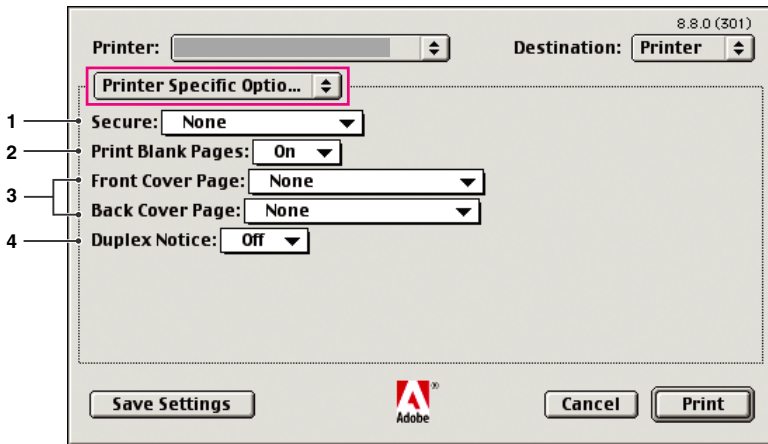 8.8.0 (301)
Printer: Destination: Printer
Printer Specific Optio...
1 Secure: None
2 Print Blank Pages: On
3 Front Cover Page: None
Back Cover Page: None
4 Duplex Notice: Off
Save Settings Adobe® Cancel Print